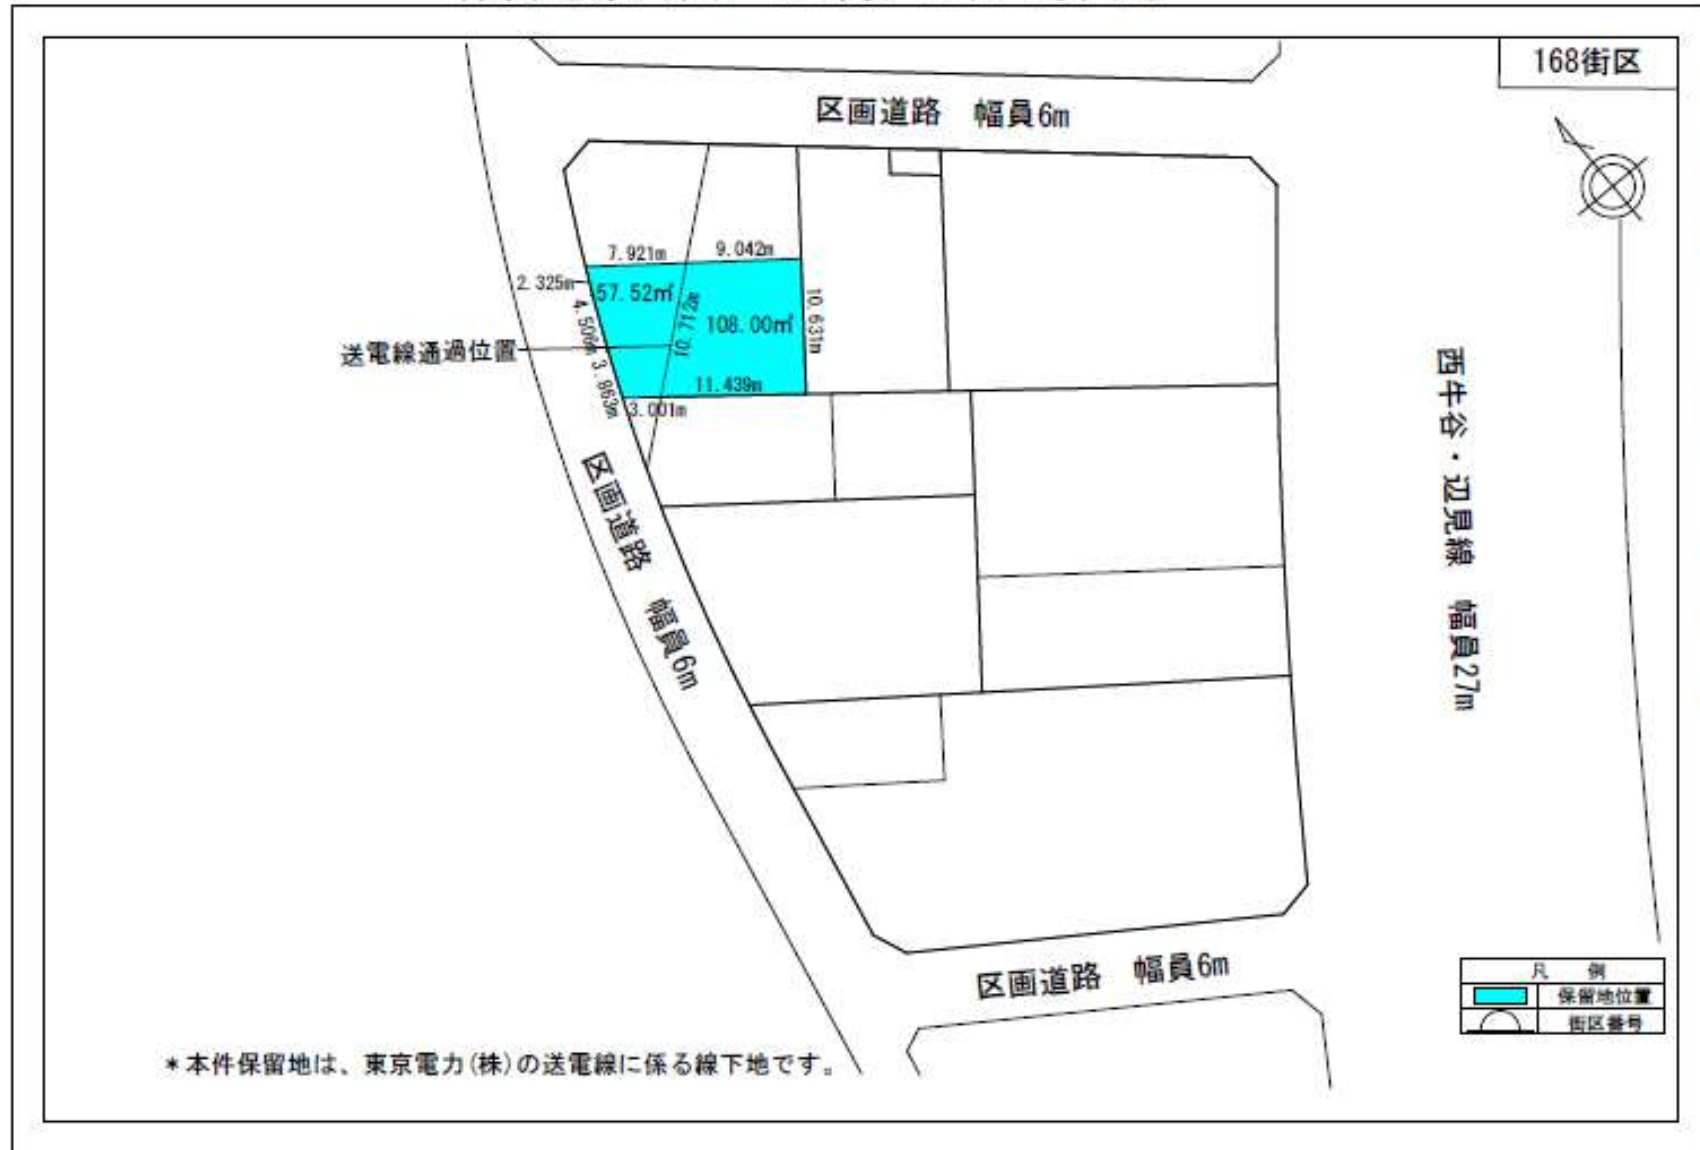 168街区
区画道路　幅員6m
7.921m
9.042m
2.325m
57.52㎡
4.506m
10.712m
108.00㎡
10.631m
送電線通過位置
3.863m
11.439m
3.001m
区画道路　幅員6m
西牛谷・辺見線　幅員27m
区画道路　幅員6m
凡　例
保留地位置
街区番号
＊本件保留地は、東京電力(株)の送電線に係る線下地です。